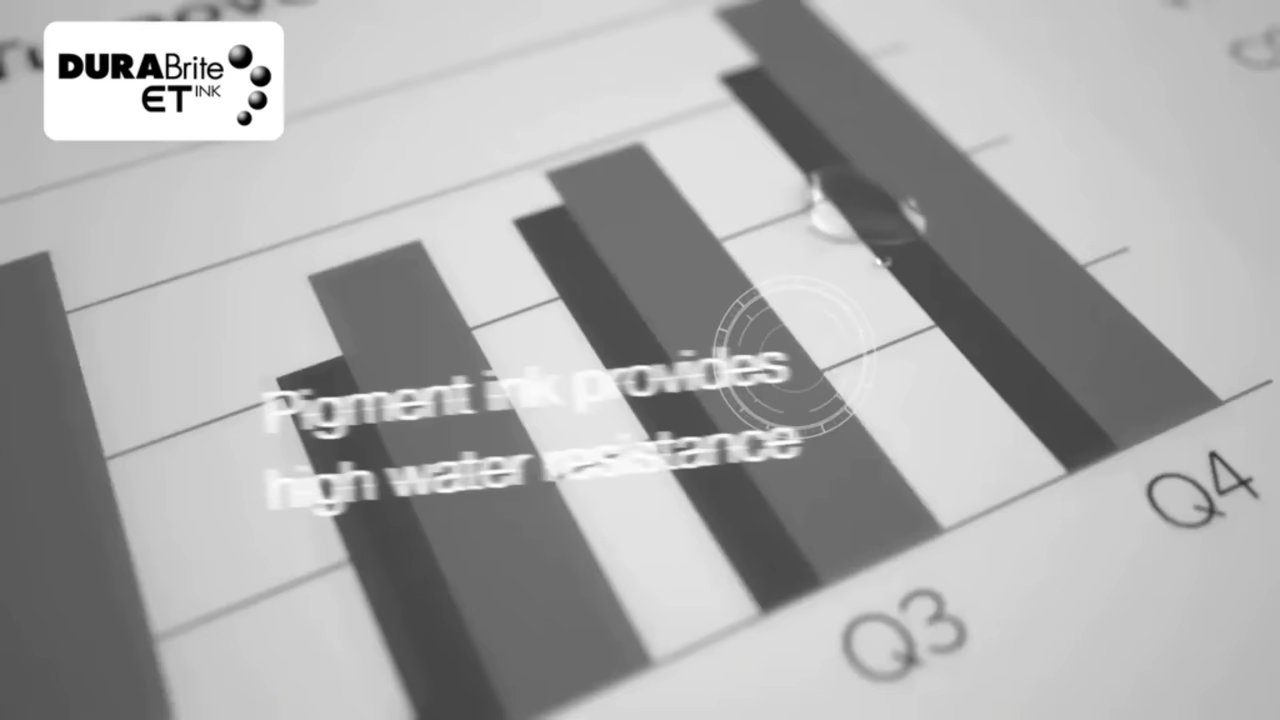 DURABrite
ET INK
Pigment ink provides
high water resistance
Q3
Q4